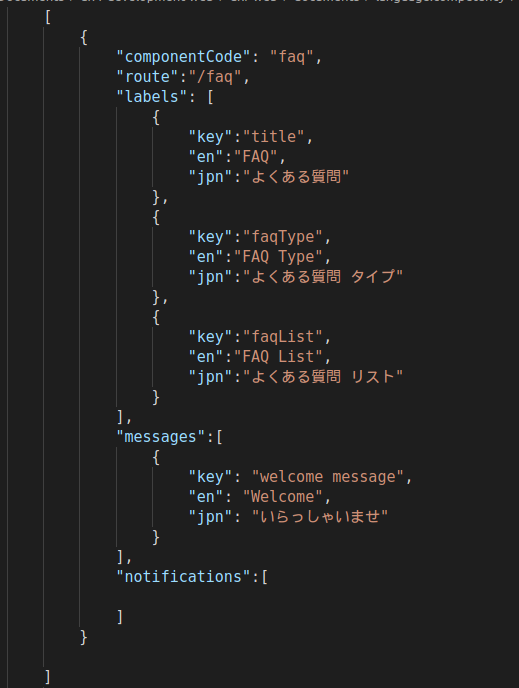 [
{
"componentCode": "faq",
"route":"/faq",
"labels": [
{
"key":"title",
"en":"FAQ",
"jpn":"よくある質問"
},
{
"key":"faqType",
"en":"FAQ Type",
"jpn":"よくある質問 タイプ"
},
{
"key":"faqList",
"en":"FAQ List",
"jpn":"よくある質問 リスト"
}
],
"messages":[
{
"key": "welcome message",
"en": "Welcome",
"jpn": "いらっしゃいませ"
}
],
"notifications":[
]
}
]